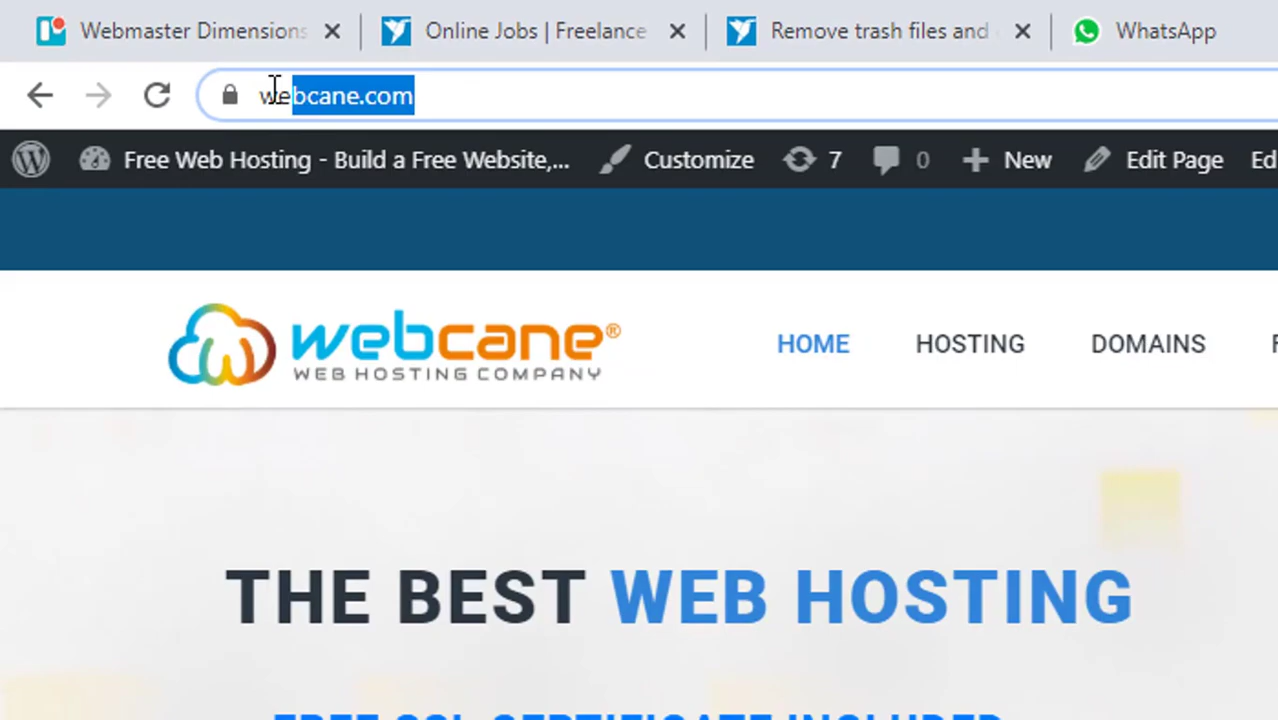 Webmaster Dimensions
Online Jobs | Freelance
Remove trash files and
WhatsApp
webcane.com
Free Web Hosting - Build a Free Website,...
Customize
7
0
New
Edit Page
Ed
webcane®
WEB HOSTING COMPANY
HOME
HOSTING
DOMAINS
THE BEST WEB HOSTING
FREE SSL CERTIFICATE INCLUDED